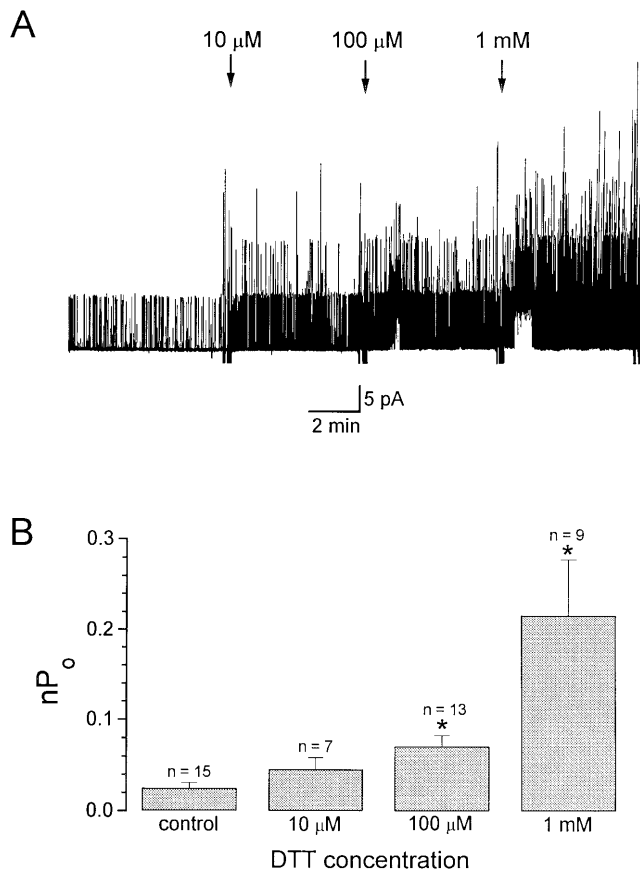 A
10 μM 100 μM 1 mM
5 pA
2 min
B
n = 9
*
0.3
0.2
n = 13
*
0.1
n = 7
n = 15
0.0
nPo
control 10 μM 100 μM 1 mM
DTT concentration